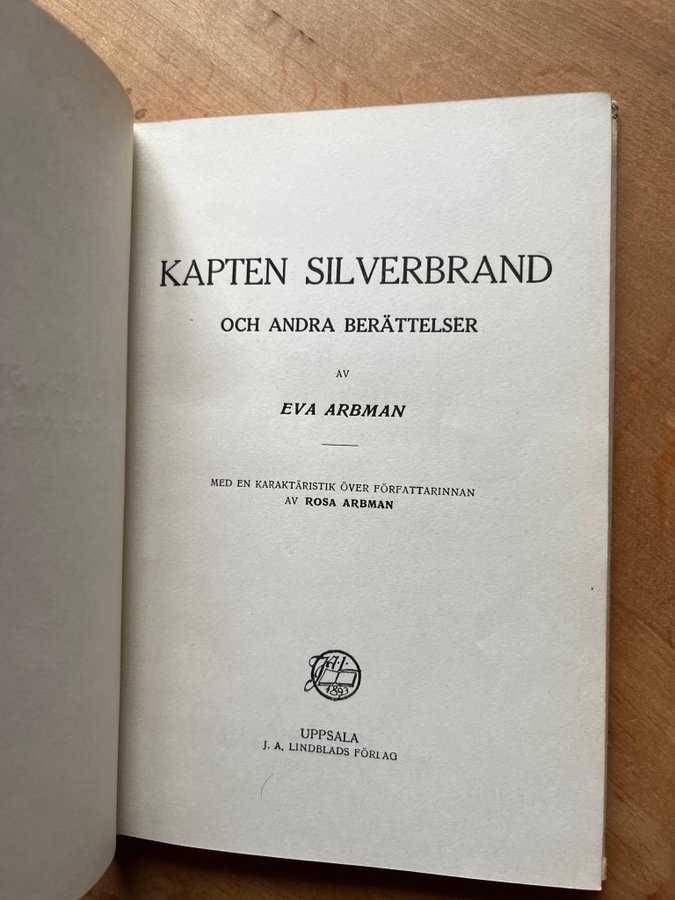 KAPTEN SILVERBRAND
OCH ANDRA BERÄTTELSER
AV
EVA ARBMAN
MED EN KARAKTÄRISTIK ÖVER FÖRFATTARINNAN
AV ROSA ARBMAN
J.A.L.
1893
UPPSALA
J. A. LINDBLADS FÖRLAG